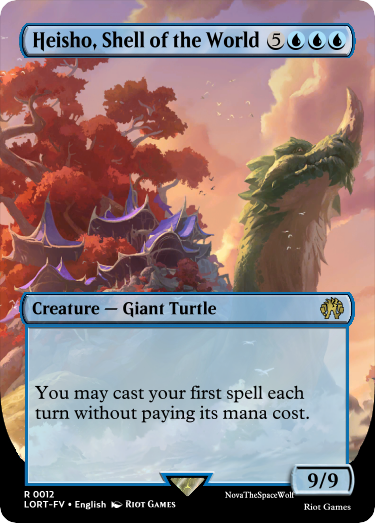 Heisho, Shell of the World 5
Creature — Giant Turtle
You may cast your first spell each
turn without paying its mana cost.
9/9
R 0012
LORT-FV • English Riot Games
NovaTheSpaceWolf
Riot Games